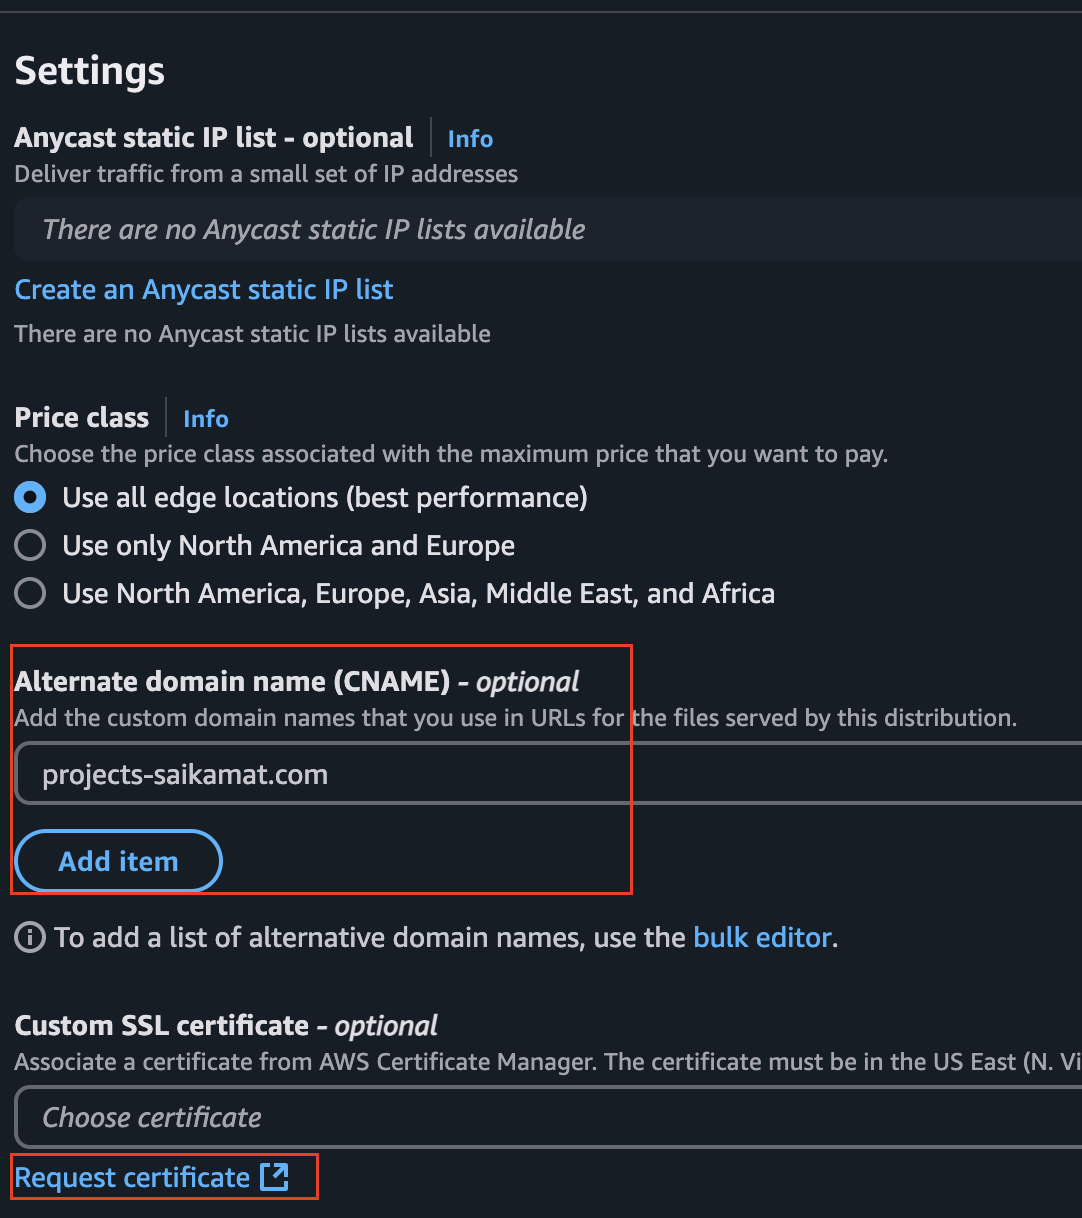 Settings
Anycast static IP list - optional Info
Deliver traffic from a small set of IP addresses
There are no Anycast static IP lists available
Create an Anycast static IP list
There are no Anycast static IP lists available
Price class Info
Choose the price class associated with the maximum price that you want to pay.
Use all edge locations (best performance)
Use only North America and Europe
Use North America, Europe, Asia, Middle East, and Africa
Alternate domain name (CNAME) - optional
Add the custom domain names that you use in URLs for the files served by this distribution.
projects-saikamat.com
Add item
To add a list of alternative domain names, use the bulk editor.
Custom SSL certificate - optional
Associate a certificate from AWS Certificate Manager. The certificate must be in the US East (N. Vi
Choose certificate
Request certificate